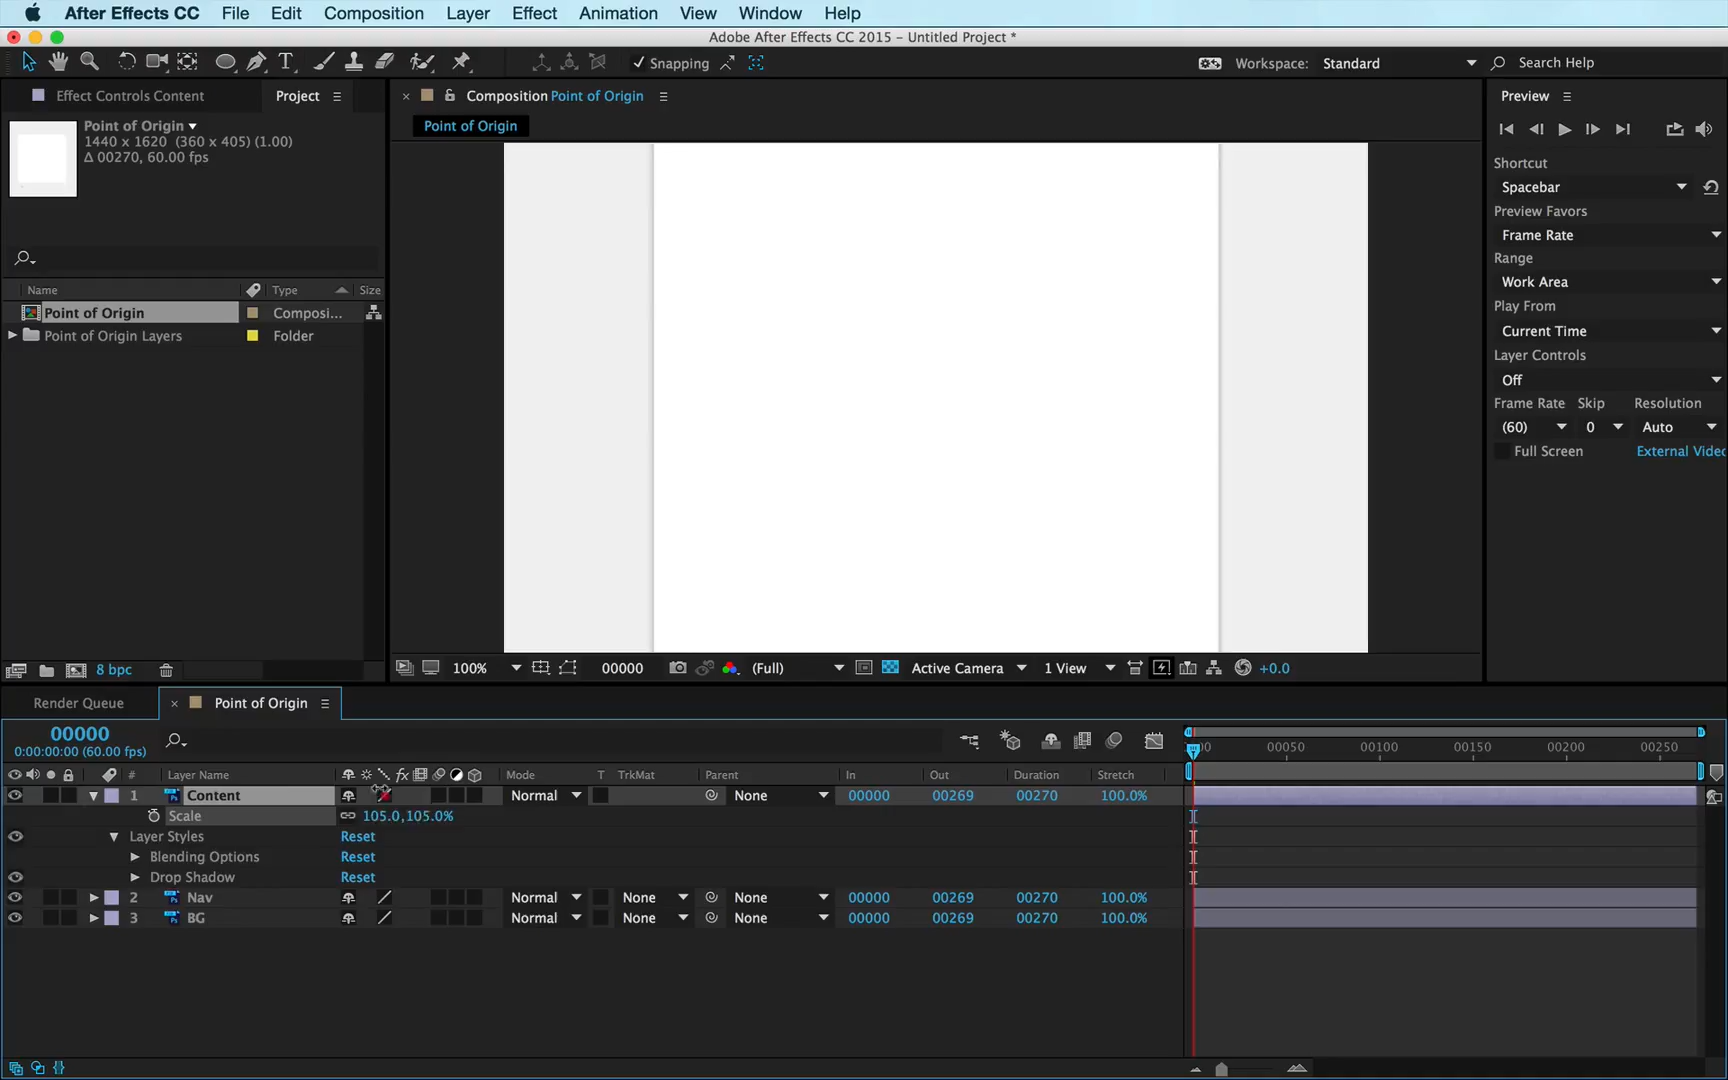 After Effects CC File Edit Composition Layer Effect Animation View Window Help
Adobe After Effects CC 2015 – Untitled Project *
Snapping Workspace: Standard Search Help
Effect Controls Content Project
Composition Point of Origin
Preview
Point of Origin
1440 x 1620 (360 x 405) (1.00)
Δ 00270, 60.00 fps
Point of Origin
Shortcut
Spacebar
Preview Favors
Frame Rate
Range
Work Area
Play From
Current Time
Layer Controls
Off
Frame Rate Skip Resolution
(60) 0 Auto
Full Screen External Video
Name Type Size
Point of Origin Composi...
Point of Origin Layers Folder
8 bpc
100% 00000 (Full) Active Camera 1 View +0.0
Render Queue Point of Origin
00000
0:00:00:00 (60.00 fps)
00050 00100 00150 00200 00250
# Layer Name Mode T TrkMat Parent In Out Duration Stretch
1 Content Normal None 00000 00269 00270 100.0%
Scale 105.0,105.0%
Layer Styles Reset
Blending Options Reset
Drop Shadow Reset
2 Nav Normal None None 00000 00269 00270 100.0%
3 BG Normal None None 00000 00269 00270 100.0%